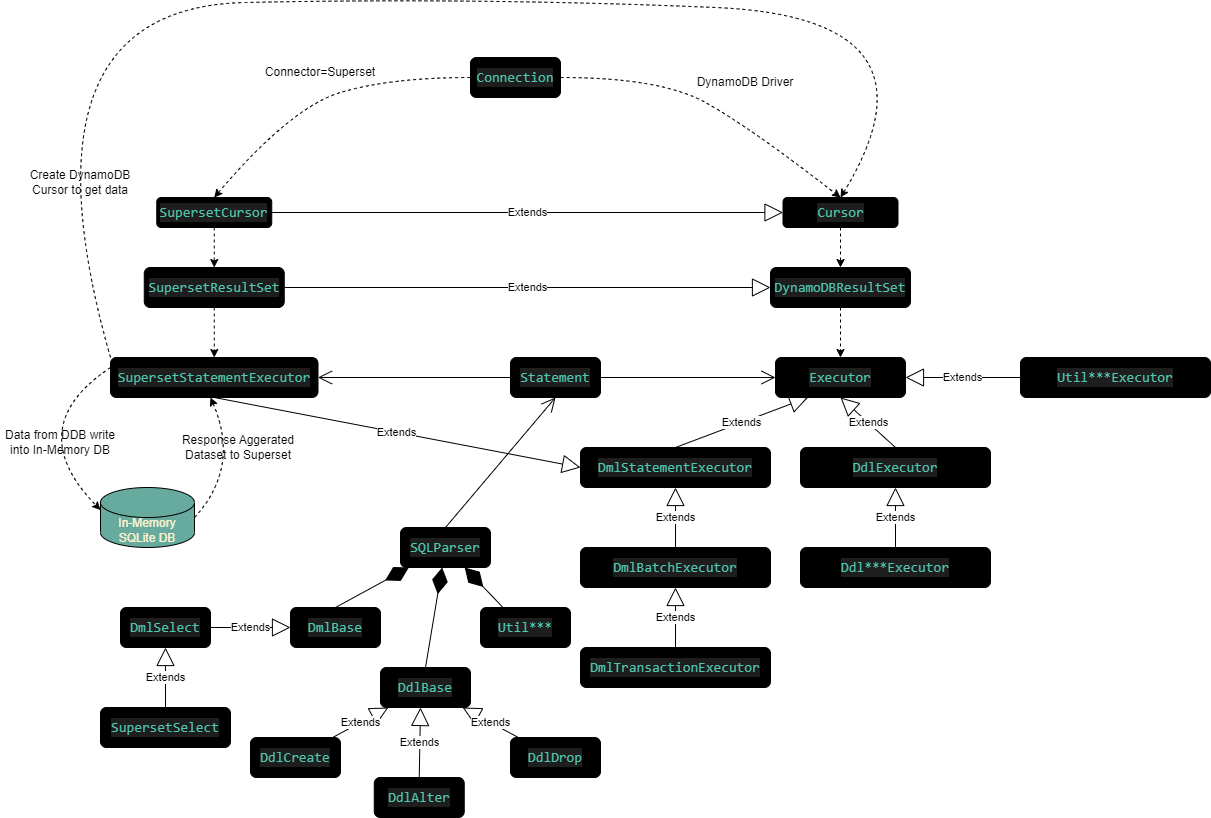 Connector=Superset
Connection
DynamoDB Driver
Create DynamoDB
Cursor to get data
SupersetCursor
Extends
Cursor
SupersetResultSet
Extends
DynamoDBResultSet
SupersetStatementExecutor
Statement
Executor
Extends
Util***Executor
Data from DDB write
into In-Memory DB
Response Aggerated
Dataset to Superset
Extends
Extends
Extends
DmlStatementExecutor
DdlExecutor
In-Memory
SQLite DB
Extends
Extends
SQLParser
DmlBatchExecutor
Ddl***Executor
DmlSelect
Extends
DmlBase
Util***
Extends
Extends
DdlBase
DmlTransactionExecutor
SupersetSelect
Extends
Extends
Extends
DdlCreate
DdlDrop
DdlAlter